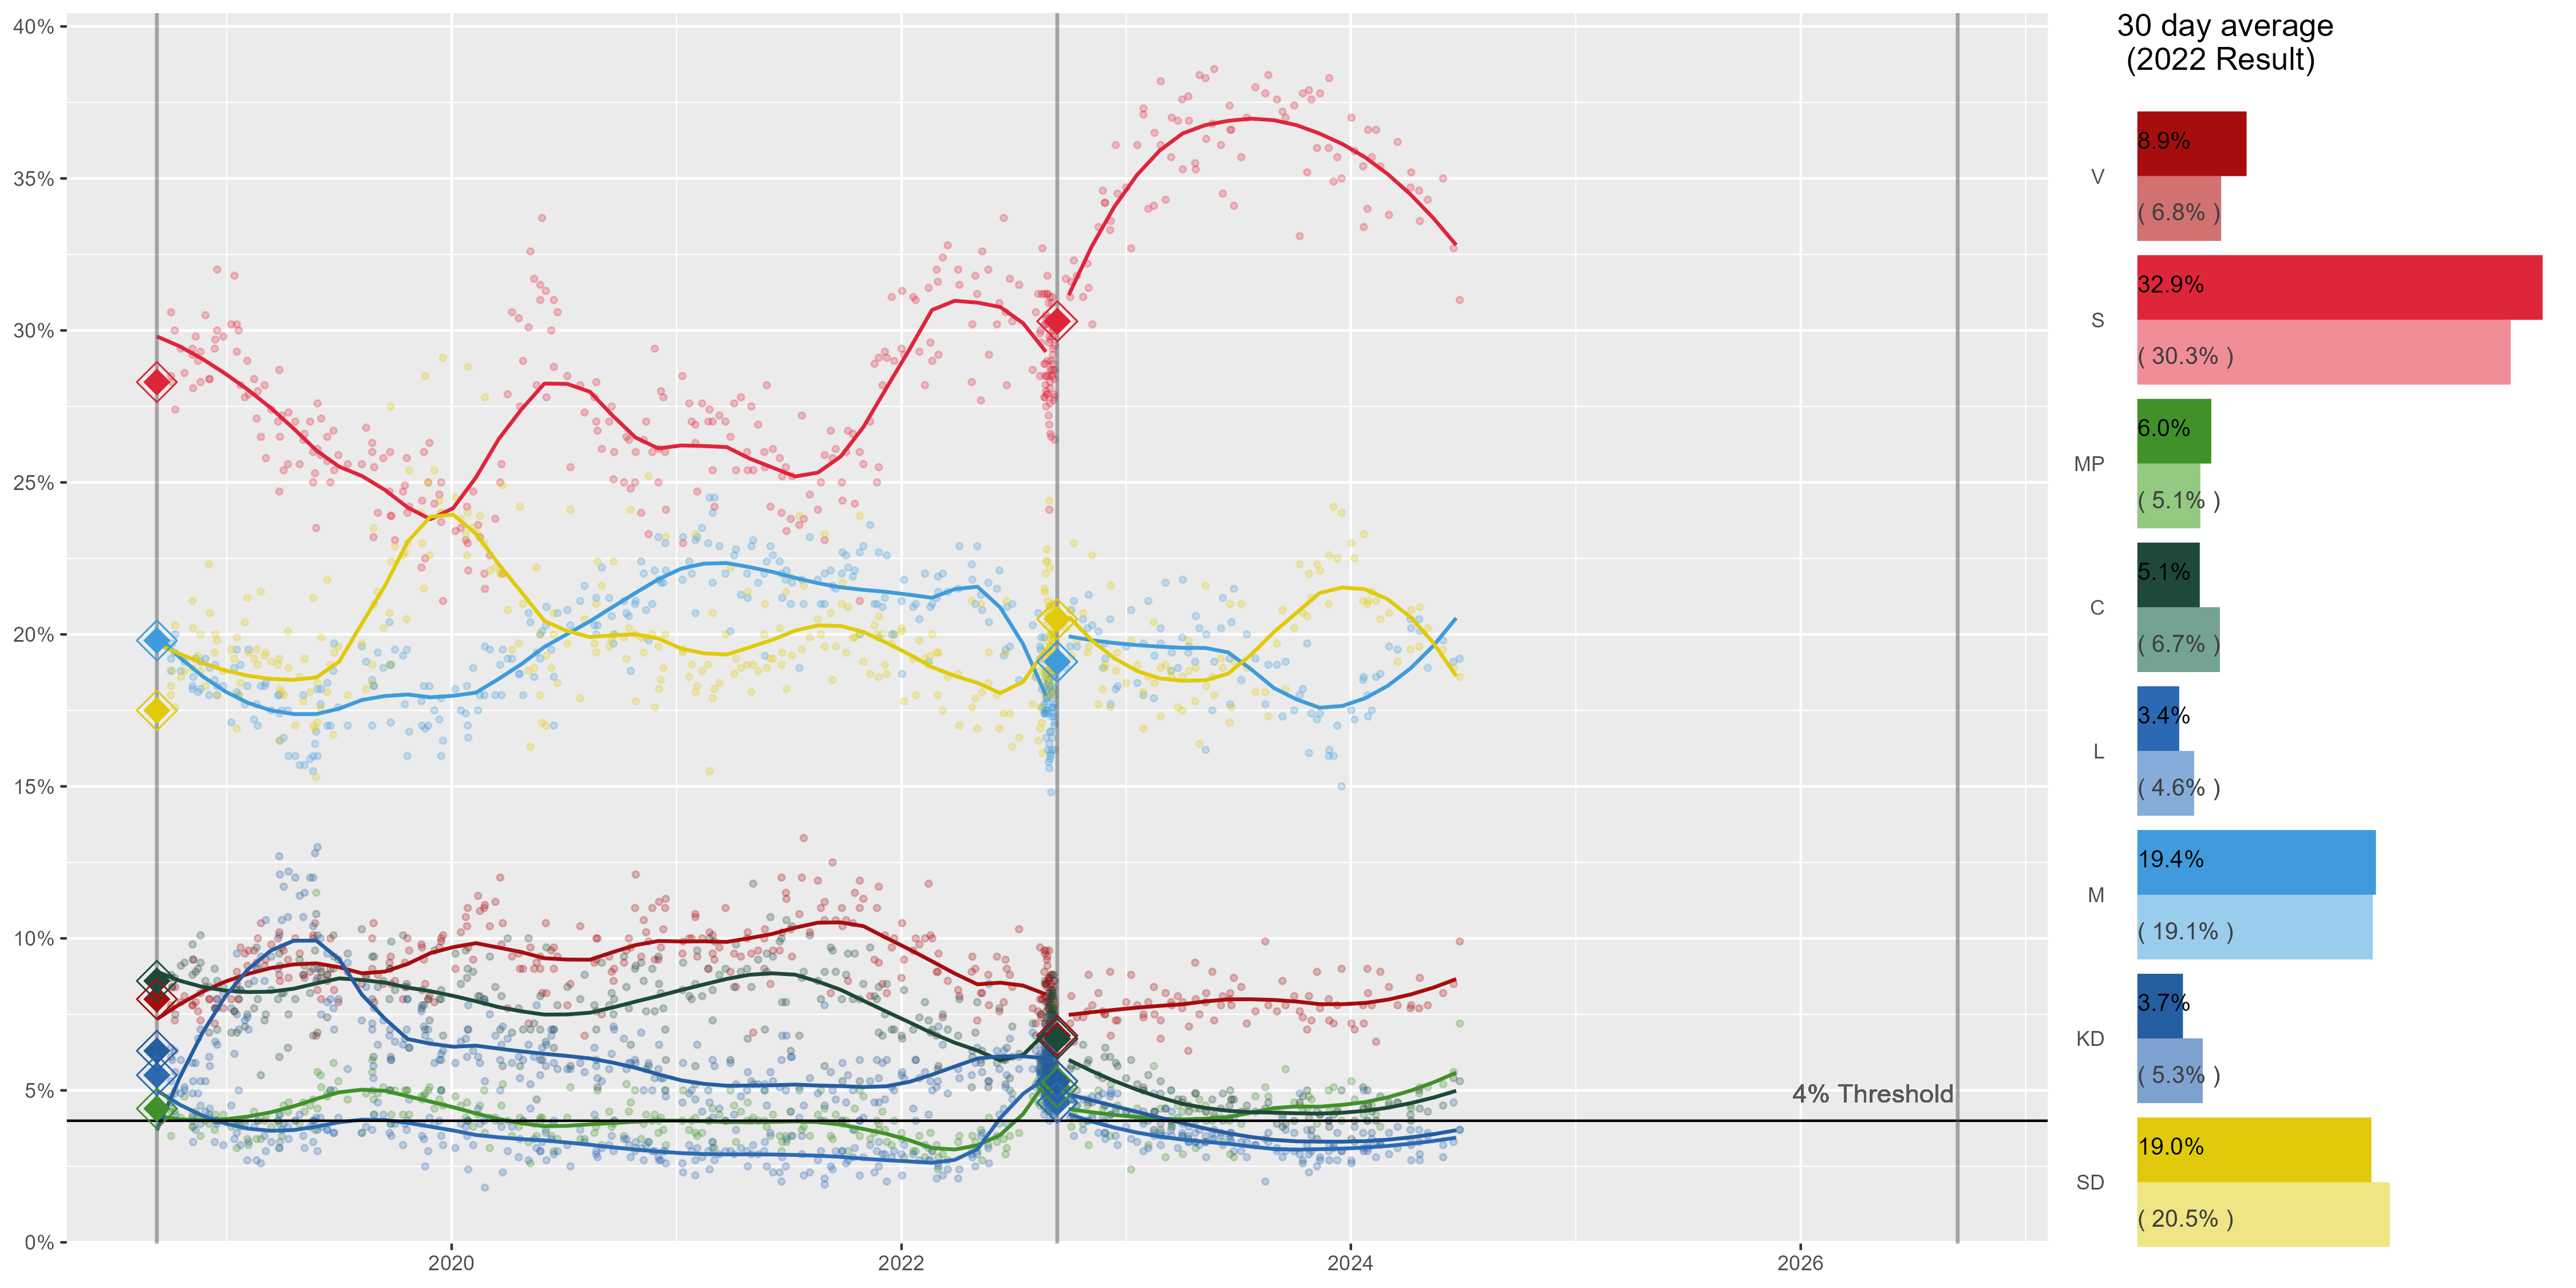 40%
35%
30%
25%
20%
15%
10%
5%
0%
2020
2022
2024
2026
4% Threshold
30 day average
(2022 Result)
V
8.9%
( 6.8% )
S
32.9%
( 30.3% )
MP
6.0%
( 5.1% )
C
5.1%
( 6.7% )
L
3.4%
( 4.6% )
M
19.4%
( 19.1% )
KD
3.7%
( 5.3% )
SD
19.0%
( 20.5% )